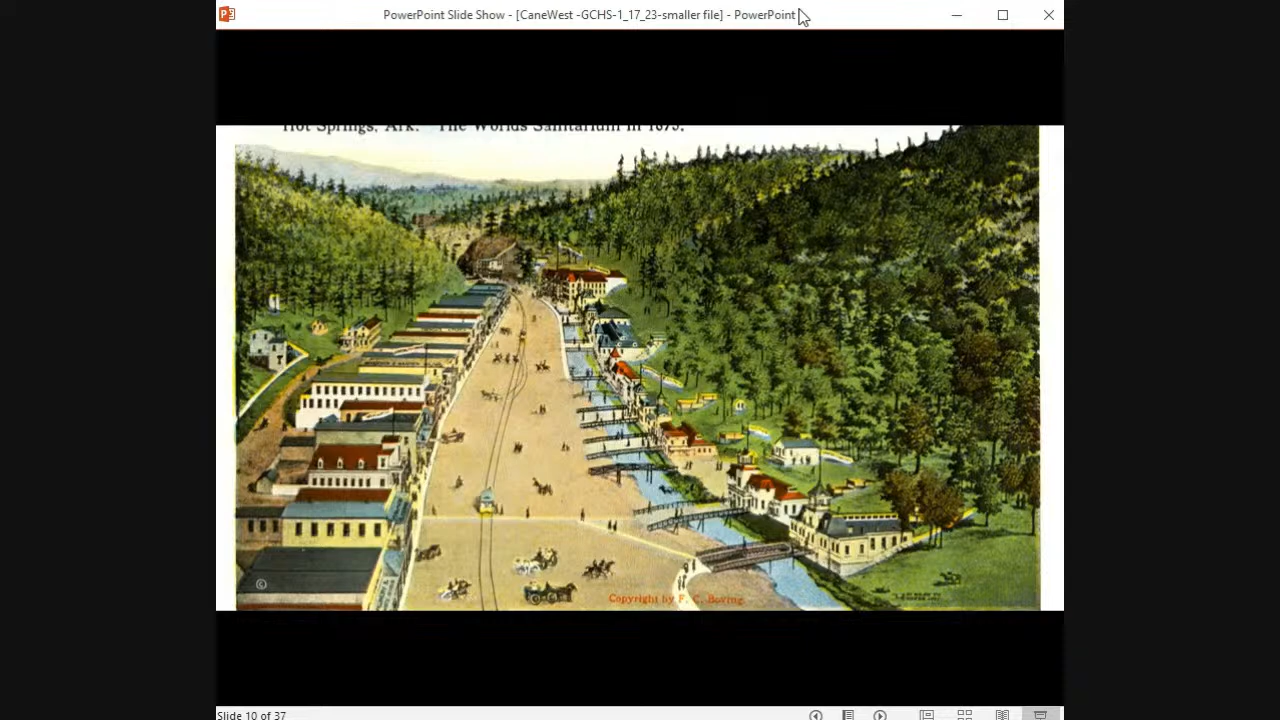 PowerPoint Slide Show - [CaneWest -GCHS-1_17_23-smaller file] - PowerPoint
Hot Springs, Ark. The Worlds Sanitarium in 1875.
©
Copyright by F. C. Boving
Slide 10 of 37